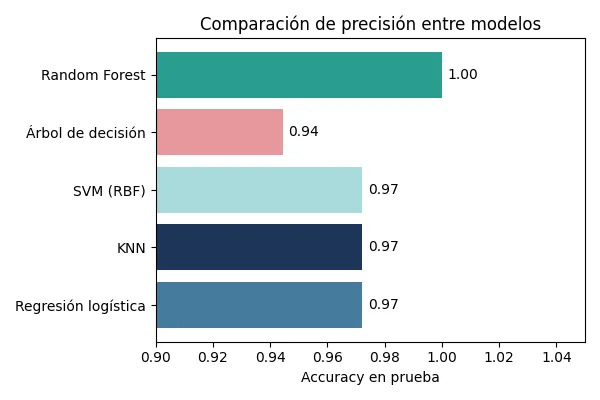 Comparación de precisión entre modelos
Random Forest
1.00
Árbol de decisión
0.94
SVM (RBF)
0.97
KNN
0.97
Regresión logística
0.97
0.90 0.92 0.94 0.96 0.98 1.00 1.02 1.04
Accuracy en prueba